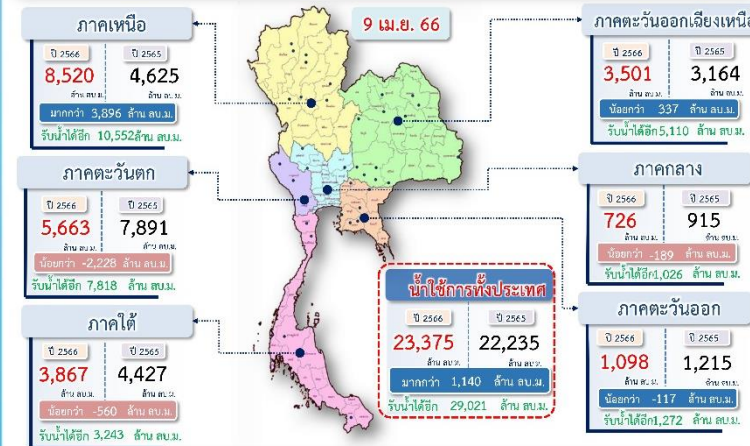 9 เม.ย. 66
ภาคเหนือ
ปี 2566 ปี 2565
8,520 4,625
ล้าน ลบ.ม. ล้าน ลบ.ม.
มากกว่า 3,896 ล้าน ลบ.ม.
รับน้ำได้อีก 10,552 ล้าน ลบ.ม.
ภาคตะวันตก
ปี 2566 ปี 2565
5,663 7,891
ล้าน ลบ.ม. ล้าน ลบ.ม.
น้อยกว่า -2,228 ล้าน ลบ.ม.
รับน้ำได้อีก 7,818 ล้าน ลบ.ม.
ภาคใต้
ปี 2566 ปี 2565
3,867 4,427
ล้าน ลบ.ม. ล้าน ลบ.ม.
น้อยกว่า -560 ล้าน ลบ.ม.
รับน้ำได้อีก 3,243 ล้าน ลบ.ม.
น้ำใช้การทั้งประเทศ
ปี 2566 ปี 2565
23,375 22,235
ล้าน ลบ.ม. ล้าน ลบ.ม.
มากกว่า 1,140 ล้าน ลบ.ม.
รับน้ำได้อีก 29,021 ล้าน ลบ.ม.
ภาคตะวันออกเฉียงเหนือ
ปี 2566 ปี 2565
3,501 3,164
ล้าน ลบ.ม. ล้าน ลบ.ม.
น้อยกว่า 337 ล้าน ลบ.ม.
รับน้ำได้อีก 5,110 ล้าน ลบ.ม.
ภาคกลาง
ปี 2566 ปี 2565
726 915
ล้าน ลบ.ม. ล้าน ลบ.ม.
น้อยกว่า -189 ล้าน ลบ.ม.
รับน้ำได้อีก 1,026 ล้าน ลบ.ม.
ภาคตะวันออก
ปี 2566 ปี 2565
1,098 1,215
ล้าน ลบ.ม. ล้าน ลบ.ม.
น้อยกว่า -117 ล้าน ลบ.ม.
รับน้ำได้อีก 1,272 ล้าน ลบ.ม.